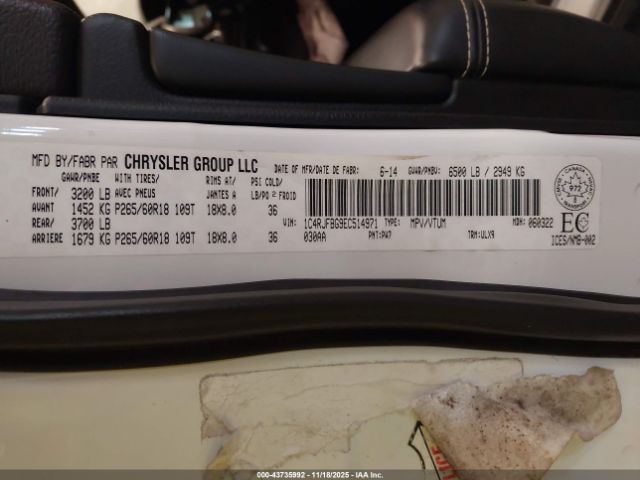 MFD BY/FABR PAR CHRYSLER GROUP LLC DATE OF MFR/DATE DE FABR: 6-14 GVWR/PNBV: 6500 LB / 2949 KG
GAWR/PNBE WITH TIRES/ RIMS AT/ PSI COLD/
FRONT/ 3200 LB AVEC PNEUS JANTES A LB/PO 2 FROID
AVANT 1452 KG P265/60R18 109T 18X8.0 36
REAR/ 3700 LB
ARRIERE 1679 KG P265/60R18 109T 18X8.0 36
VIN: 1C4RJFBG9EC514971 TYPE: MPV/VTUM MDH: 060322
030AA PNT: PW7 TRM: ULX9
972
EC
ICES/NMB-002
LICE
000-43735992 - 11/18/2025 - IAA Inc.